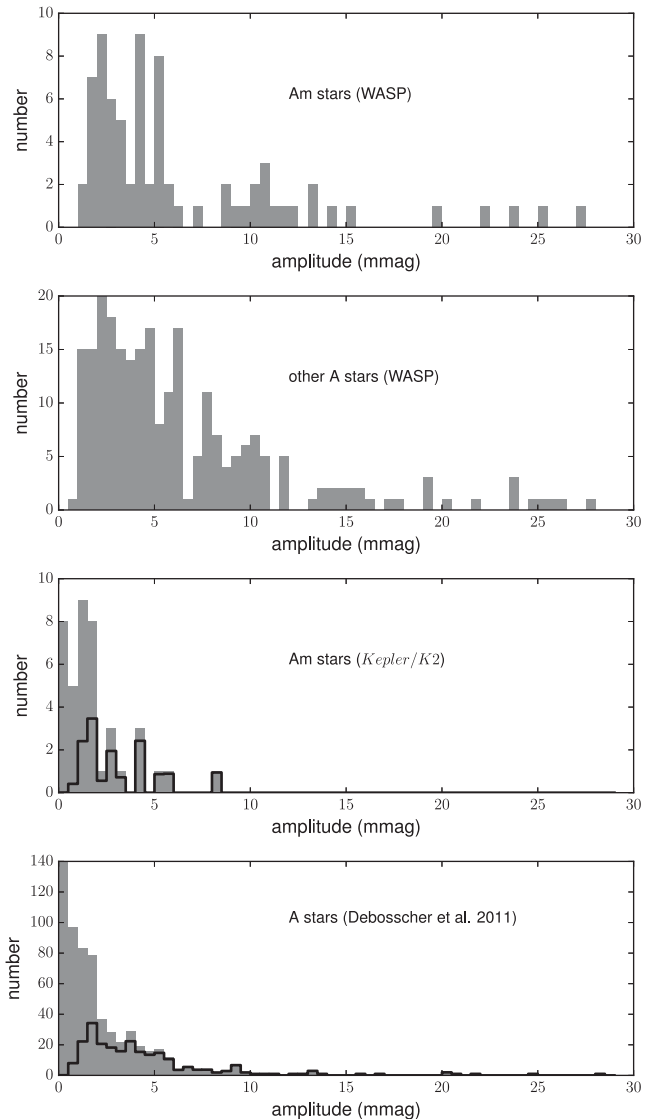 10
8
6
4
2
0
number
Am stars (WASP)
0 5 10 15 20 25 30
amplitude (mmag)
20
15
10
5
0
number
other A stars (WASP)
0 5 10 15 20 25 30
amplitude (mmag)
10
8
6
4
2
0
number
Am stars (Kepler/K2)
0 5 10 15 20 25 30
amplitude (mmag)
140
120
100
80
60
40
20
0
number
A stars (Debosscher et al. 2011)
0 5 10 15 20 25 30
amplitude (mmag)